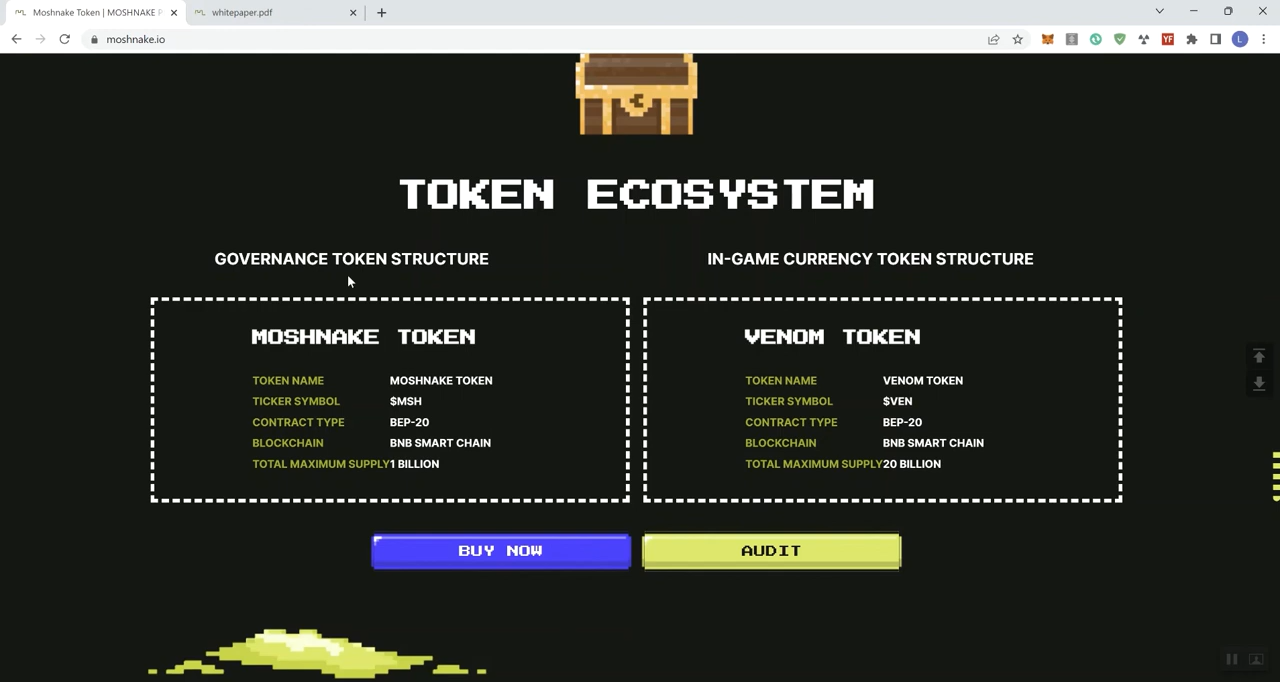 Moshnake Token | MOSHNAKE P
whitepaper.pdf
moshnake.io
YF
L
TOKEN ECOSYSTEM
GOVERNANCE TOKEN STRUCTURE
MOSHNAKE TOKEN
TOKEN NAME MOSHNAKE TOKEN
TICKER SYMBOL $MSH
CONTRACT TYPE BEP-20
BLOCKCHAIN BNB SMART CHAIN
TOTAL MAXIMUM SUPPLY 1 BILLION
IN-GAME CURRENCY TOKEN STRUCTURE
VENOM TOKEN
TOKEN NAME VENOM TOKEN
TICKER SYMBOL $VEN
CONTRACT TYPE BEP-20
BLOCKCHAIN BNB SMART CHAIN
TOTAL MAXIMUM SUPPLY 20 BILLION
BUY NOW
AUDIT